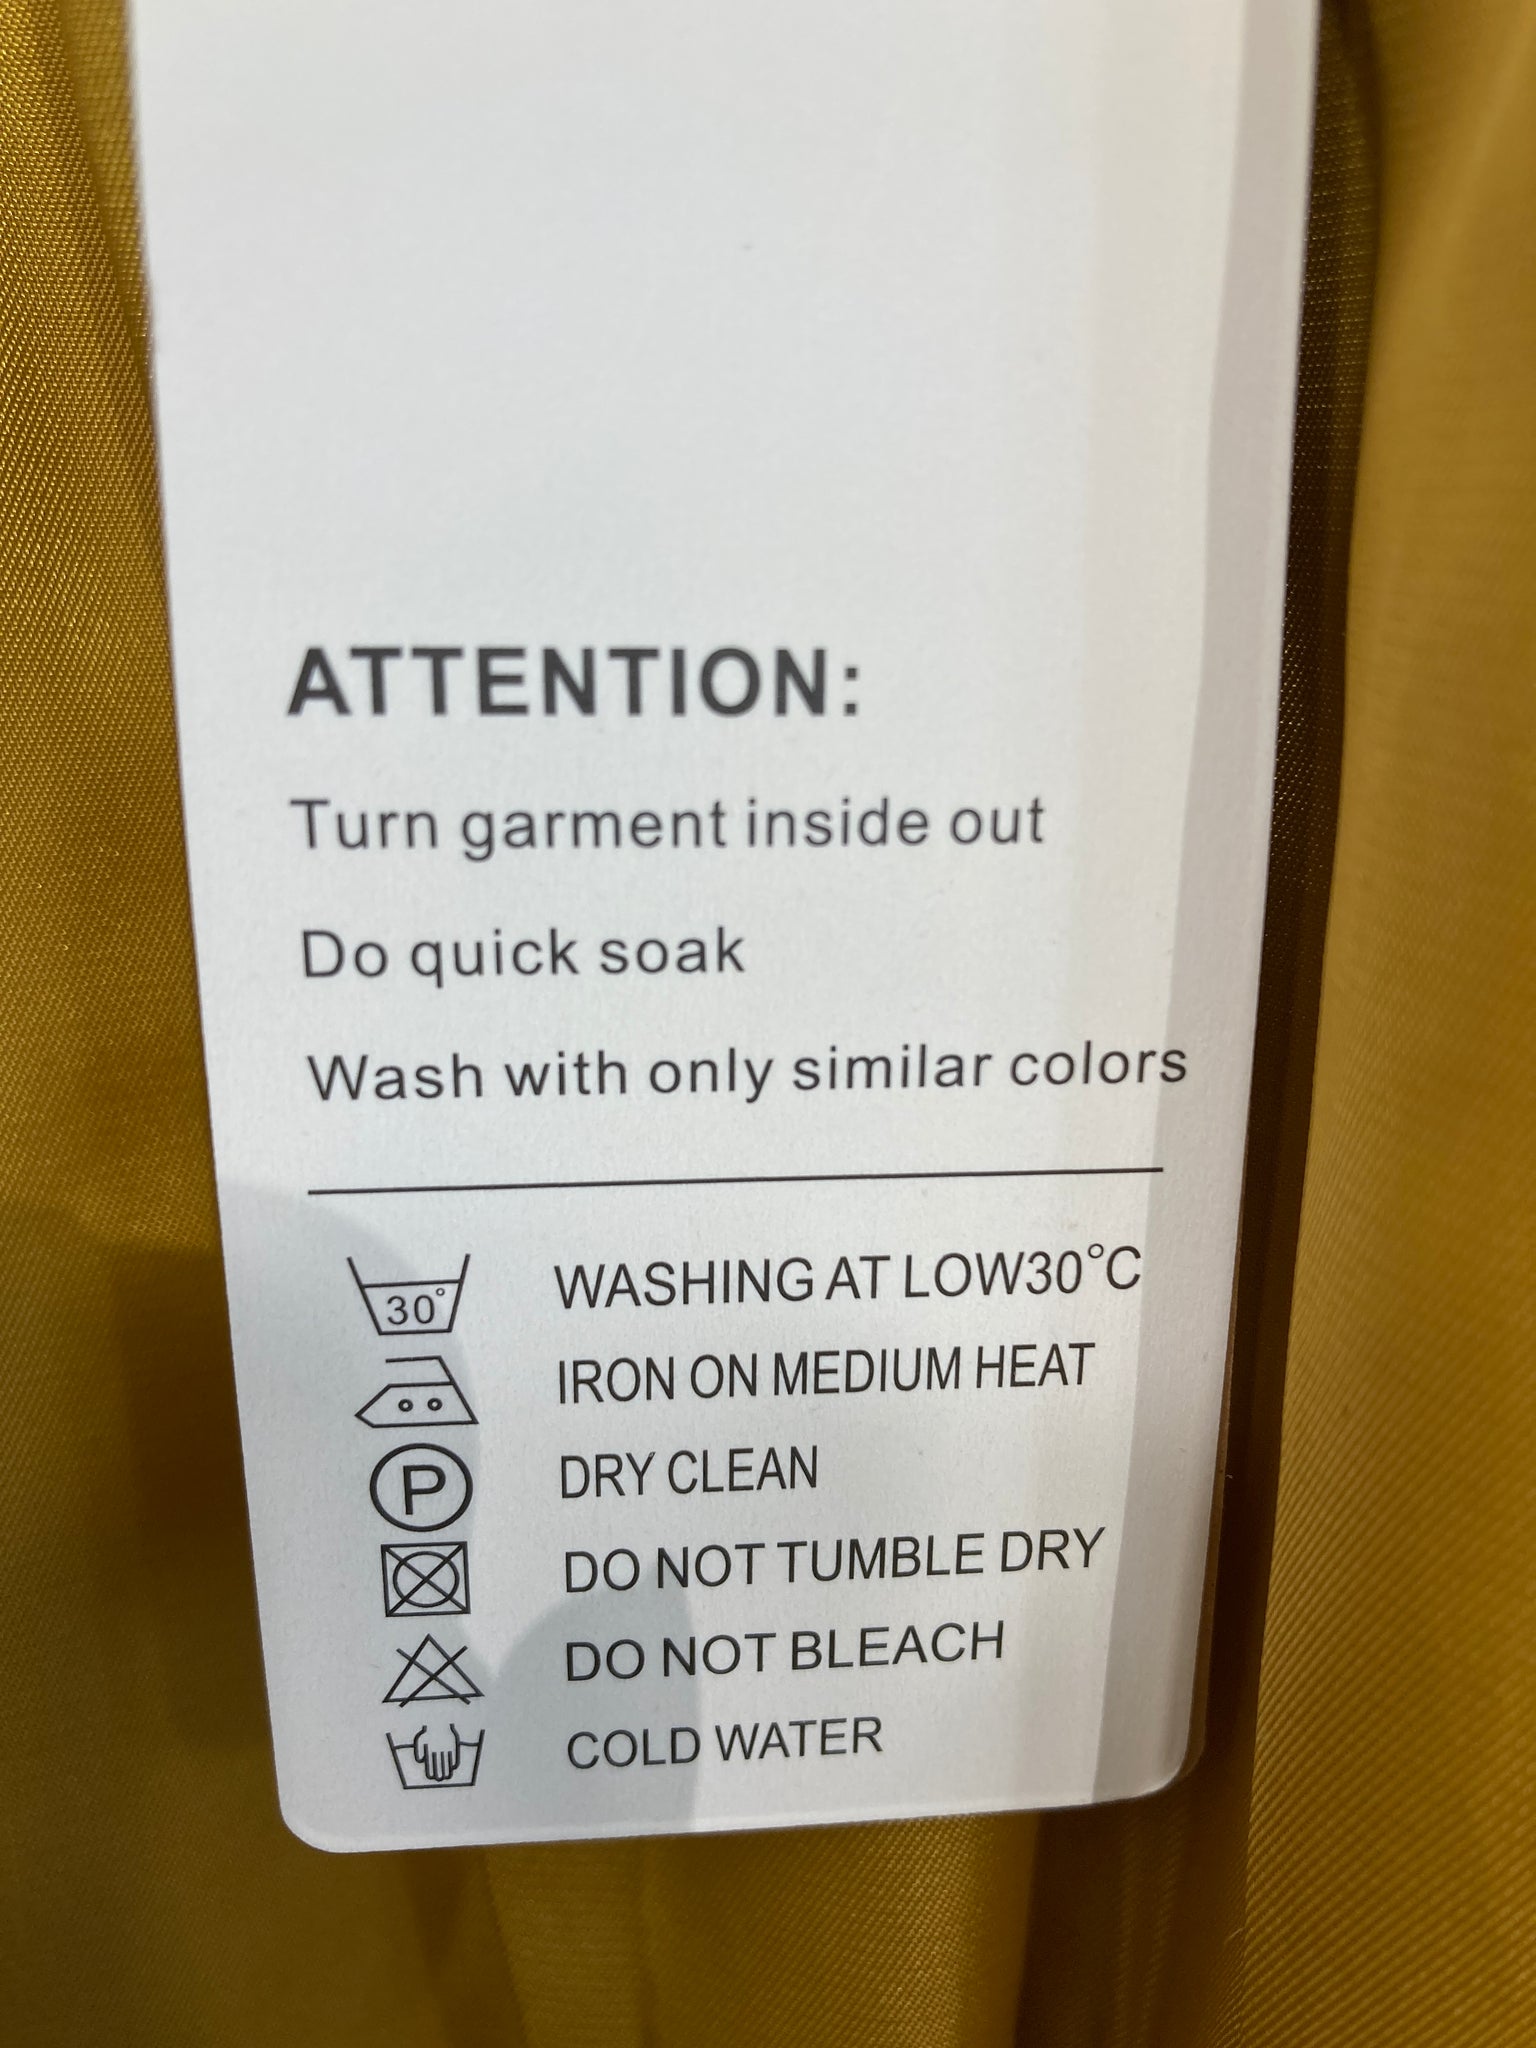 ATTENTION:
Turn garment inside out
Do quick soak
Wash with only similar colors
30° WASHING AT LOW30°C
IRON ON MEDIUM HEAT
P DRY CLEAN
DO NOT TUMBLE DRY
DO NOT BLEACH
COLD WATER